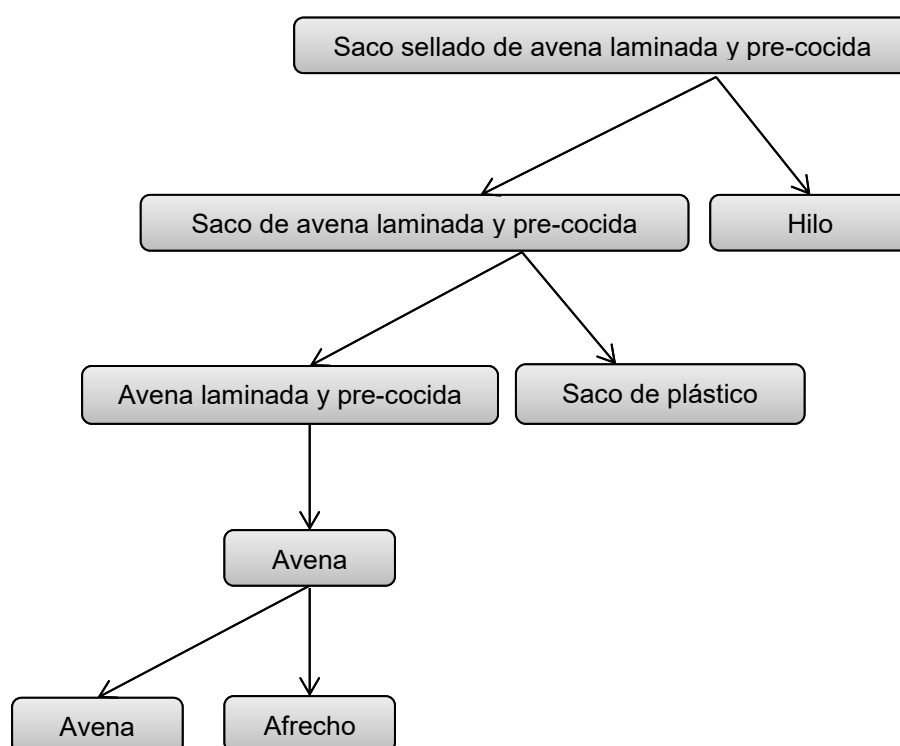 Saco sellado de avena laminada y pre-cocida
Saco de avena laminada y pre-cocida
Hilo
Avena laminada y pre-cocida
Saco de plástico
Avena
Avena
Afrecho